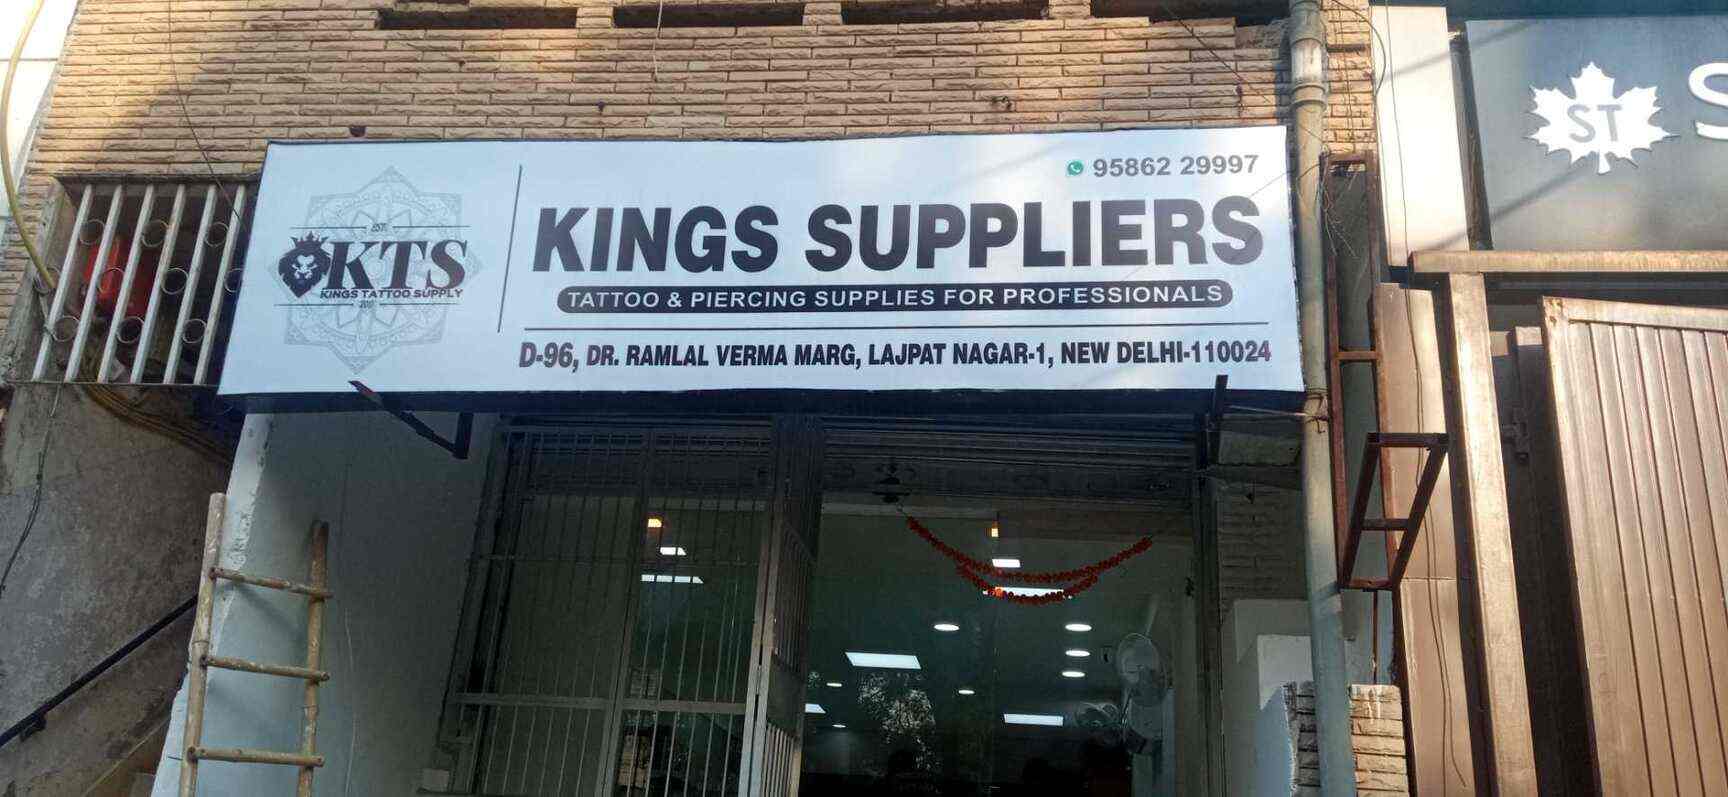 95862 29997
KTS
KINGS TATTOO SUPPLY
KINGS SUPPLIERS
TATTOO & PIERCING SUPPLIES FOR PROFESSIONALS
D-96, DR. RAMLAL VERMA MARG, LAJPAT NAGAR-1, NEW DELHI-110024
ST
S